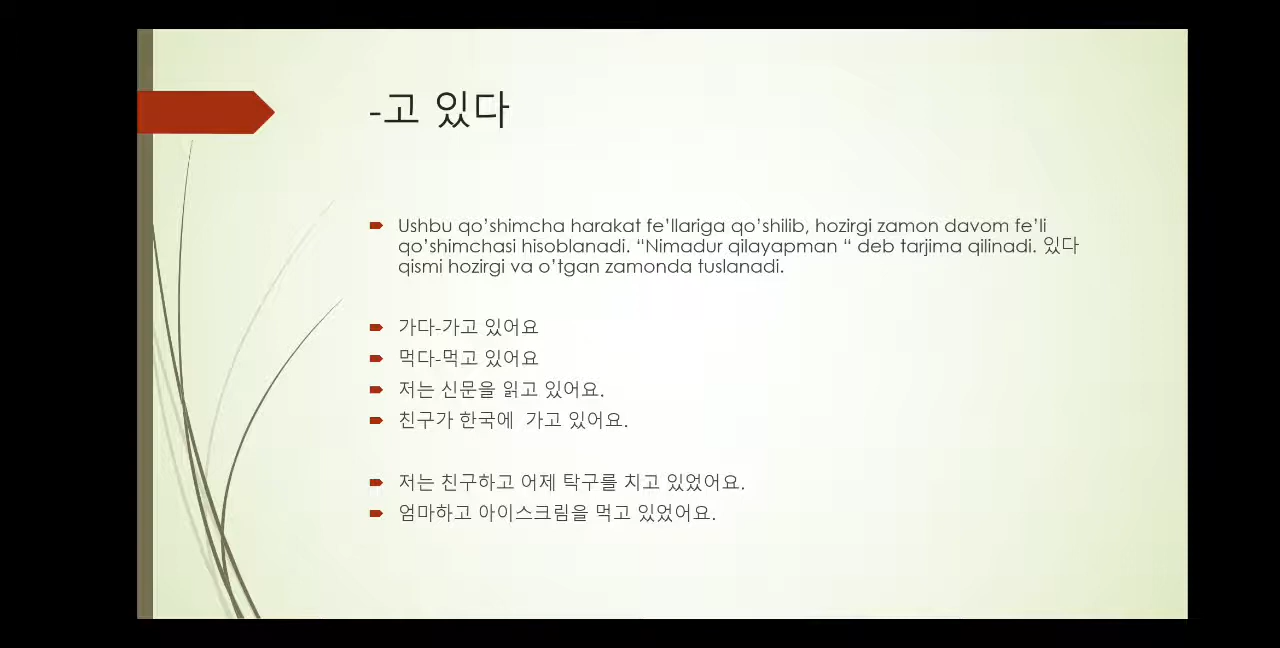 -고 있다
Ushbu qo’shimcha harakat fe’llariga qo’shilib, hozirgi zamon davom fe’li
qo’shimchasi hisoblanadi. “Nimadur qilayapman “ deb tarjima qilinadi. 있다
qismi hozirgi va o’tgan zamonda tuslanadi.
가다-가고 있어요
먹다-먹고 있어요
저는 신문을 읽고 있어요.
친구가 한국에  가고 있어요.
저는 친구하고 어제 탁구를 치고 있었어요.
엄마하고 아이스크림을 먹고 있었어요.